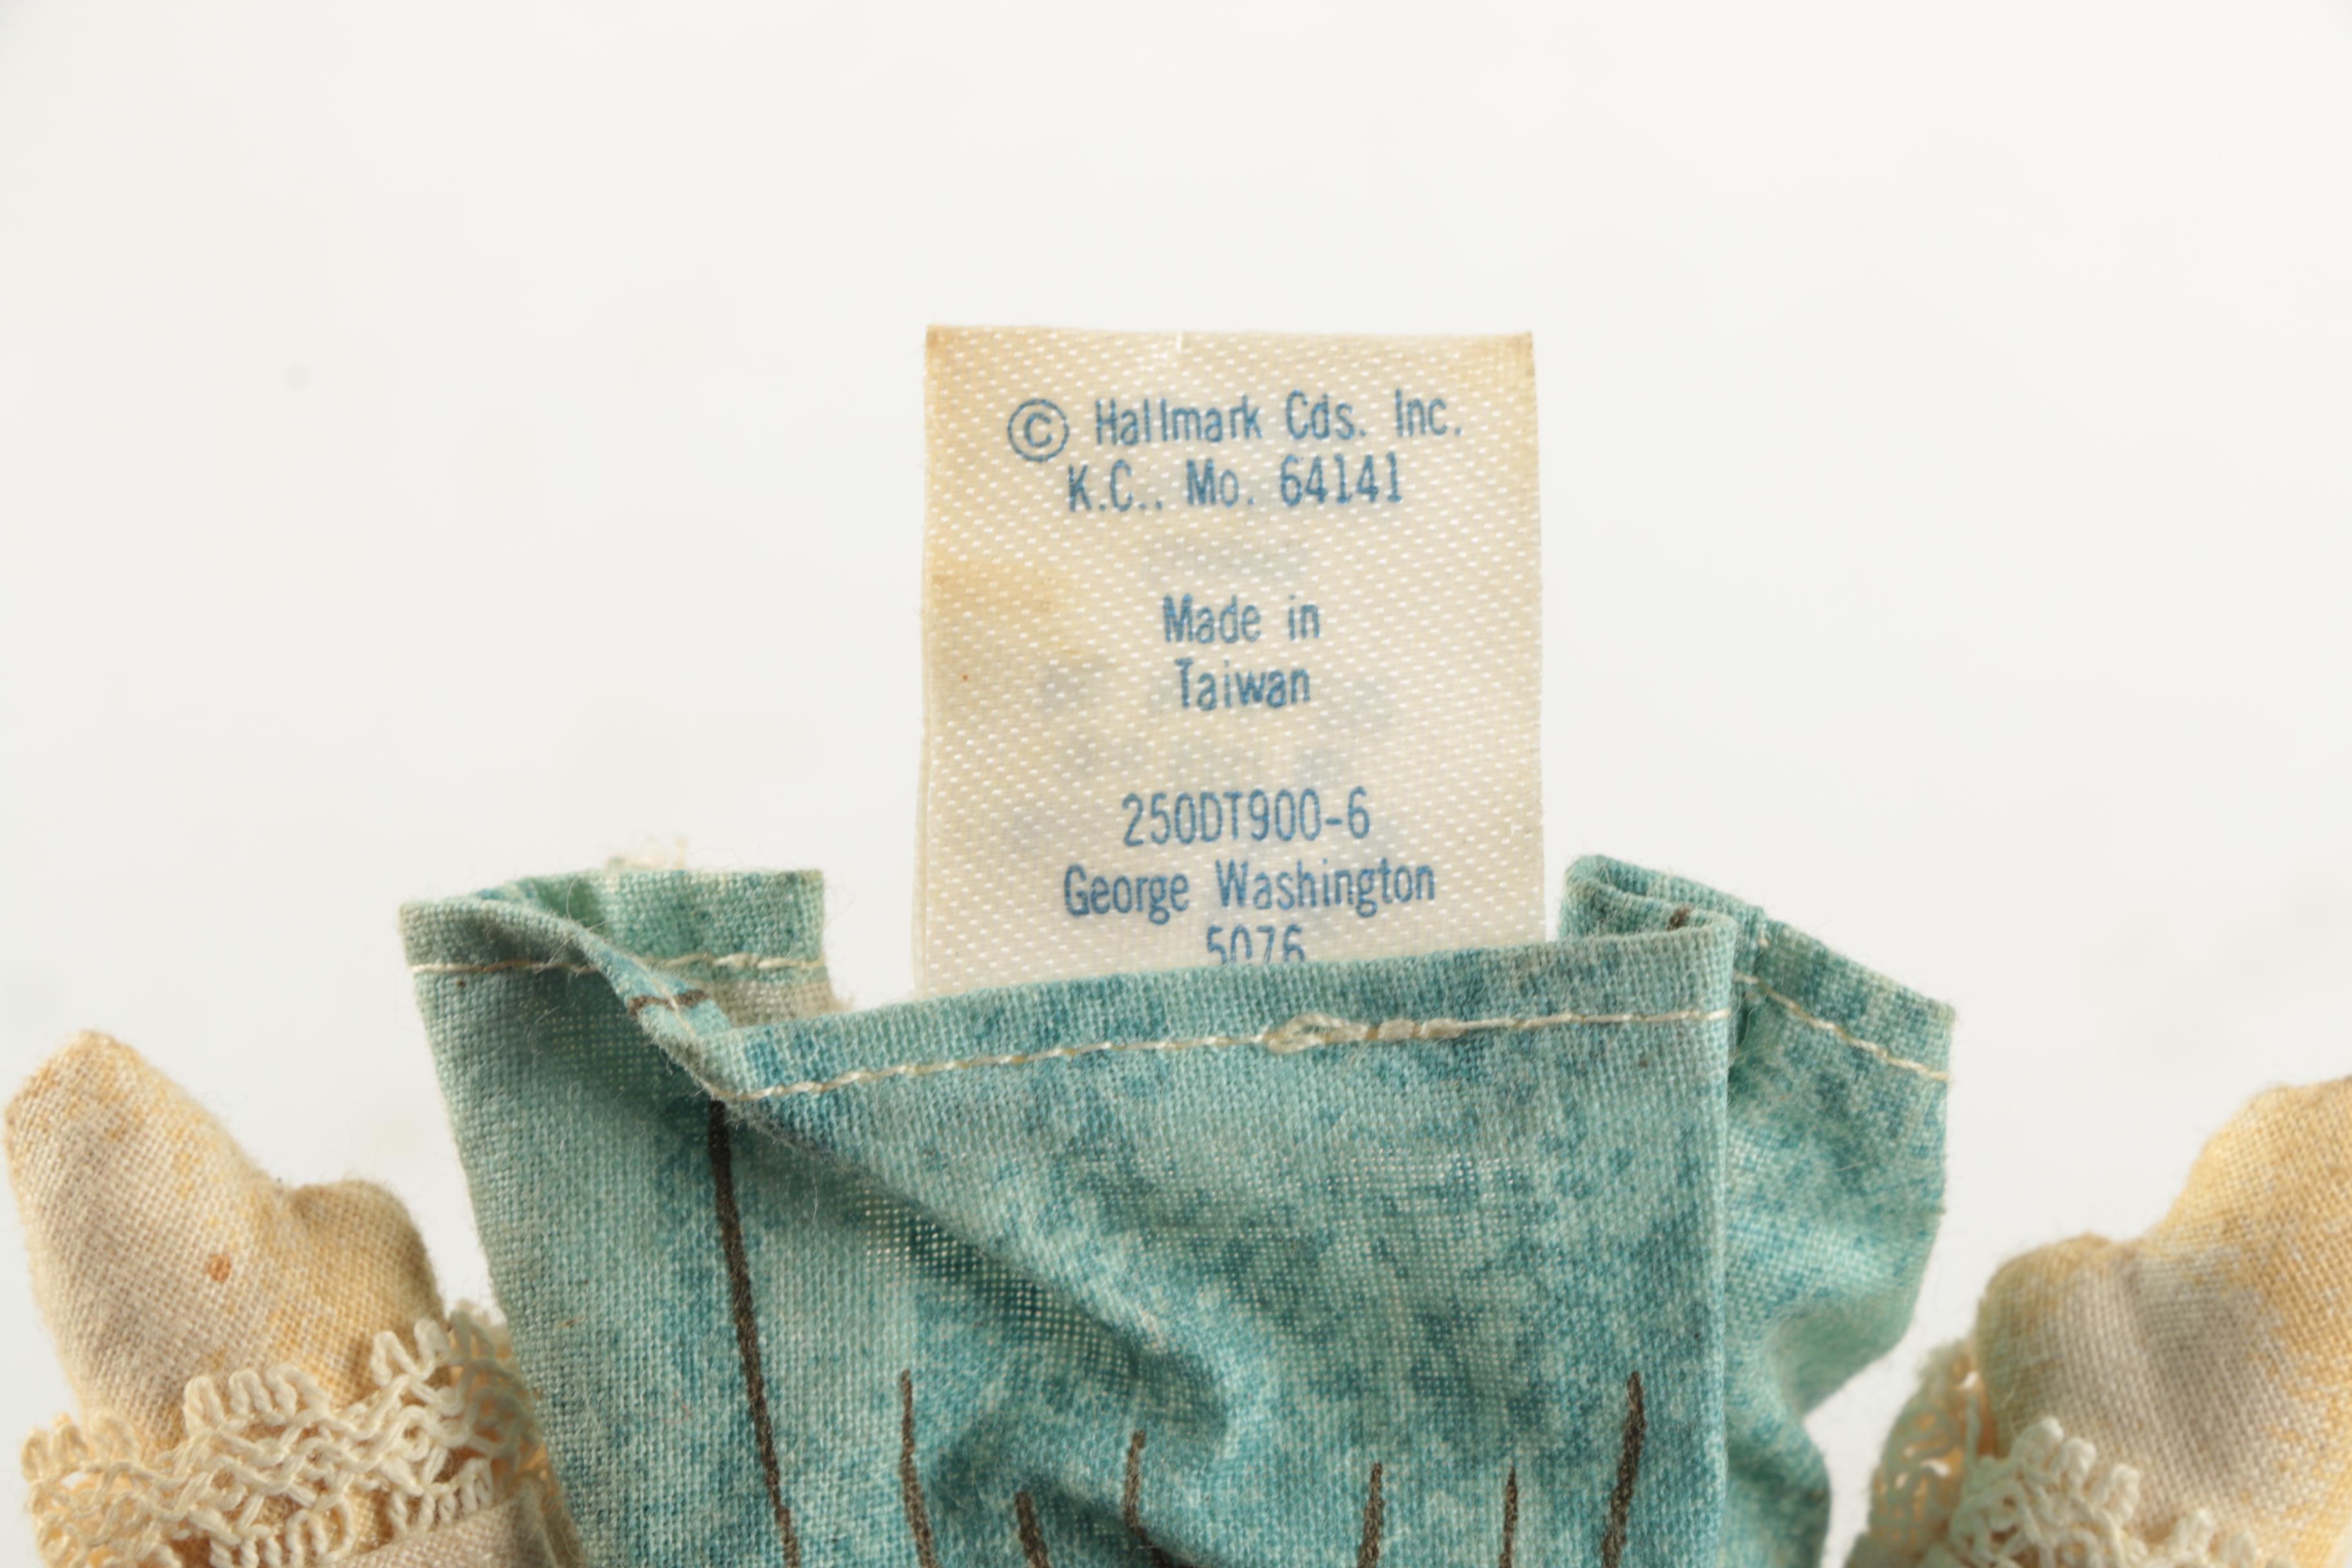 © Hallmark Cds. Inc.
K.C., Mo. 64141
Made in
Taiwan
250DT900-6
George Washington
5076